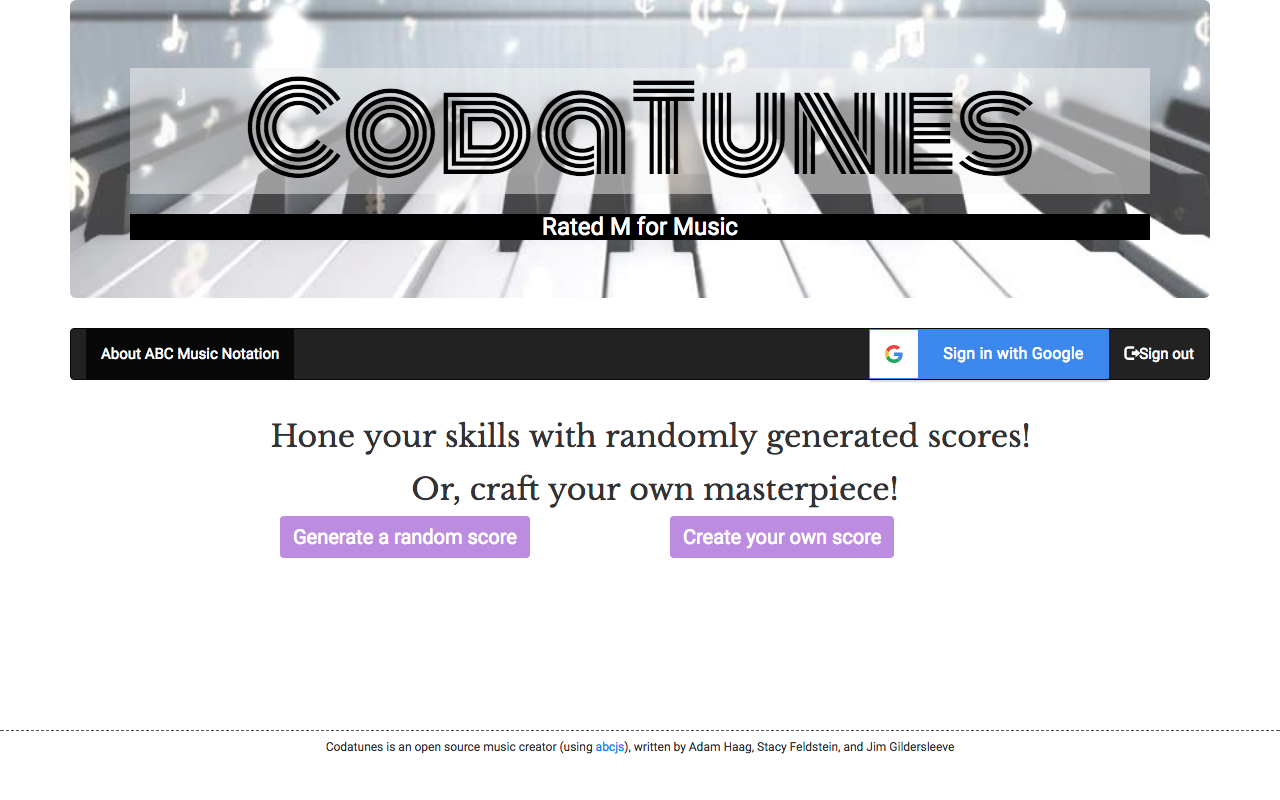 CodaTunes
Rated M for Music
About ABC Music Notation
Sign in with Google
Sign out
Hone your skills with randomly generated scores!
Or, craft your own masterpiece!
Generate a random score
Create your own score
Codatunes is an open source music creator (using abcjs), written by Adam Haag, Stacy Feldstein, and Jim Gildersleeve